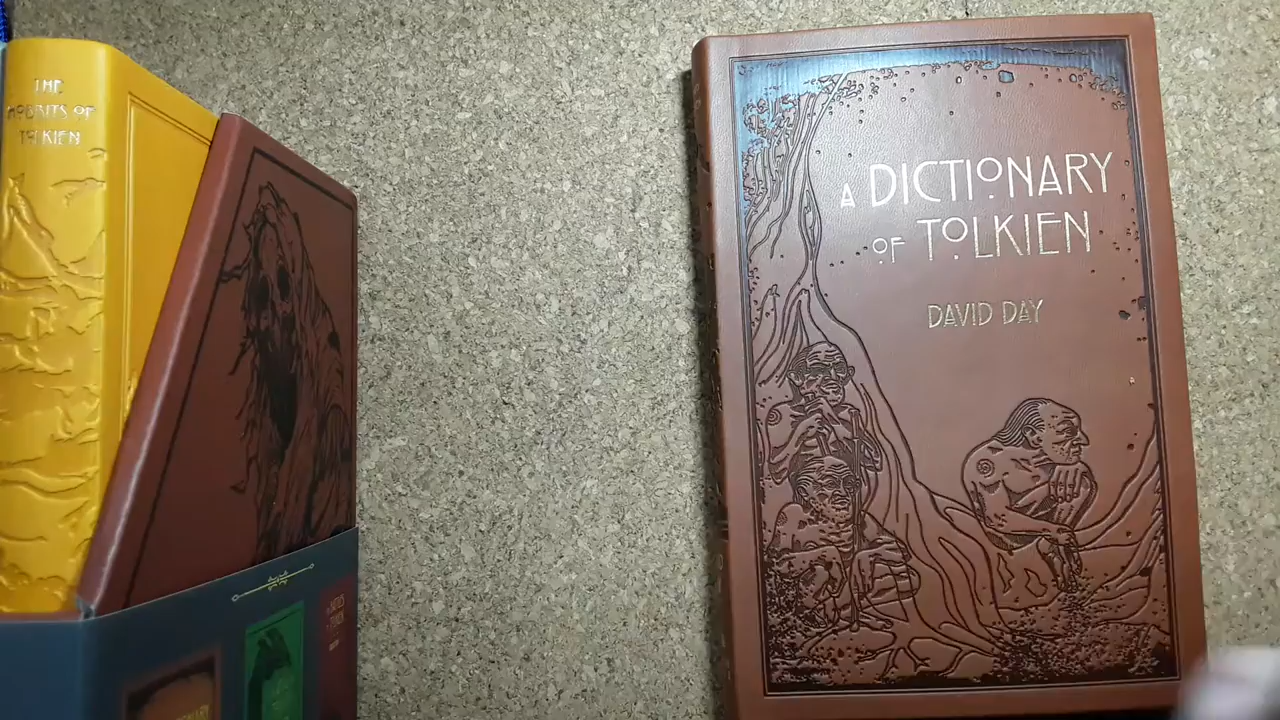 THE
HOBBITS OF
TOLKIEN
A DICTIONARY
OF TOLKIEN
DAVID DAY